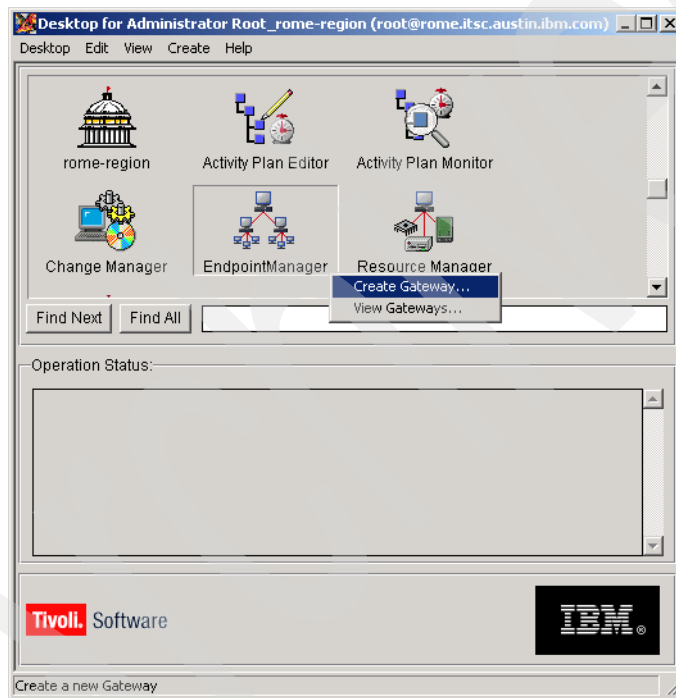 Desktop for Administrator Root_rome-region (root@rome.itsc.austin.ibm.com)
Desktop Edit View Create Help
rome-region Activity Plan Editor Activity Plan Monitor
Change Manager EndpointManager Resource Manager
Create Gateway...
View Gateways...
Find Next Find All
Operation Status:
Tivoli. Software IBM®
Create a new Gateway